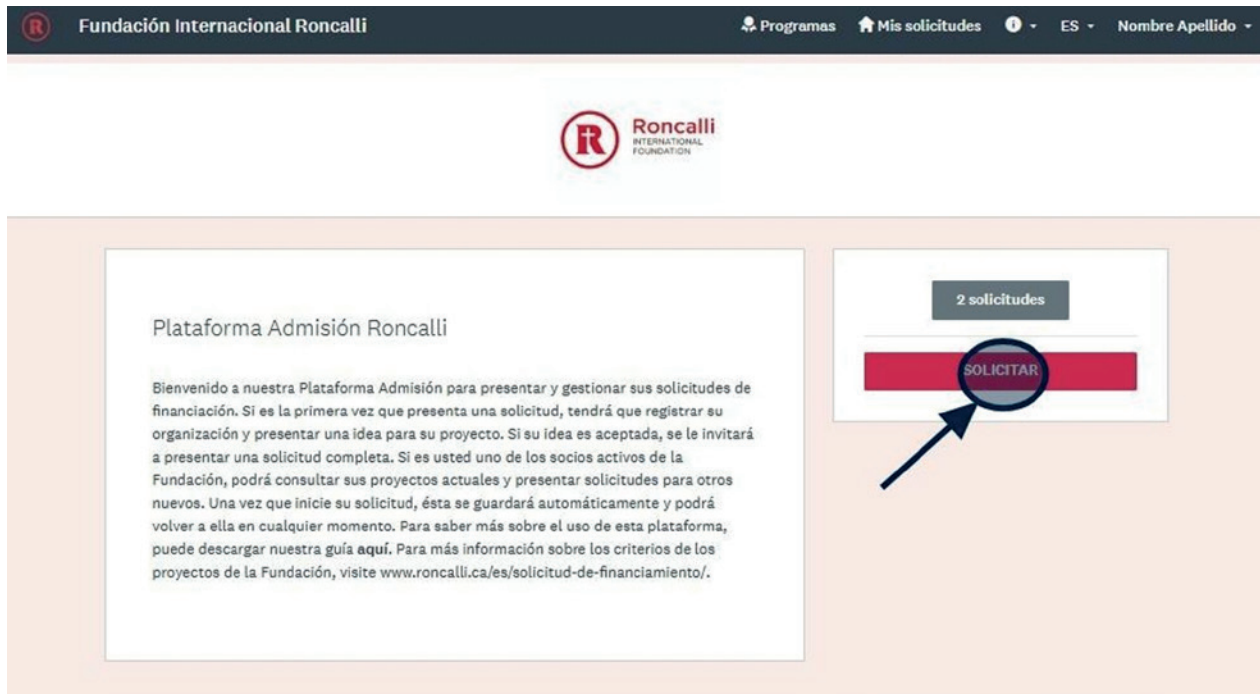 Fundación Internacional Roncalli
Programas Mis solicitudes ES Nombre Apellido
Roncalli
INTERNATIONAL
FOUNDATION
Plataforma Admisión Roncalli
Bienvenido a nuestra Plataforma Admisión para presentar y gestionar sus solicitudes de
financiación. Si es la primera vez que presenta una solicitud, tendrá que registrar su
organización y presentar una idea para su proyecto. Si su idea es aceptada, se le invitará
a presentar una solicitud completa. Si es usted uno de los socios activos de la
Fundación, podrá consultar sus proyectos actuales y presentar solicitudes para otros
nuevos. Una vez que inicie su solicitud, ésta se guardará automáticamente y podrá
volver a ella en cualquier momento. Para saber más sobre el uso de esta plataforma,
puede descargar nuestra guía aquí. Para más información sobre los criterios de los
proyectos de la Fundación, visite www.roncalli.ca/es/solicitud-de-financiamiento/.
2 solicitudes
SOLICITAR